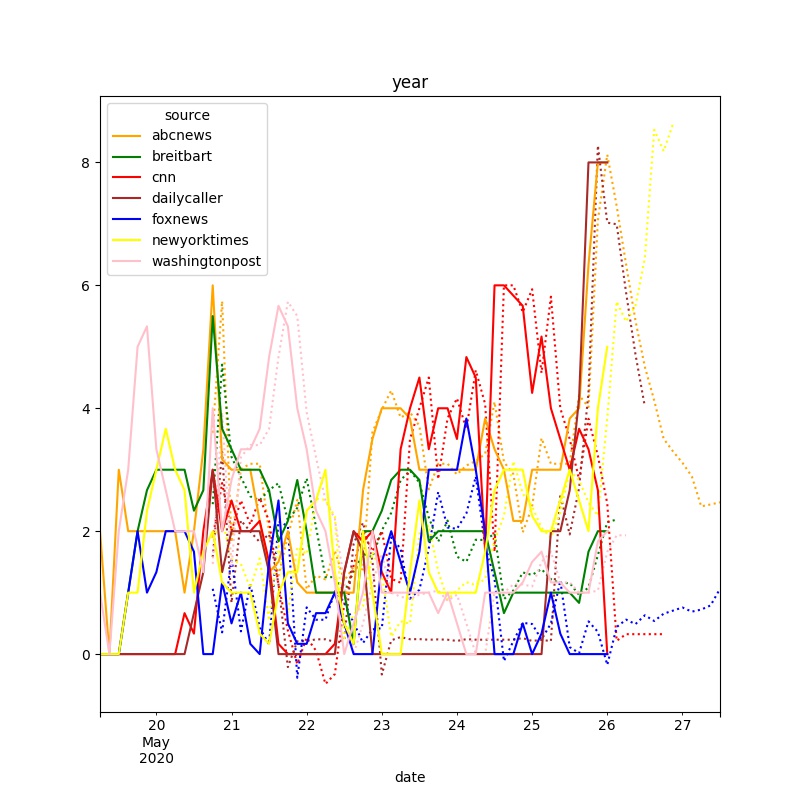 year
source
abcnews
breitbart
cnn
dailycaller
foxnews
newyorktimes
washingtonpost
8
6
4
2
0
20 21 22 23 24 25 26 27
May
2020
date